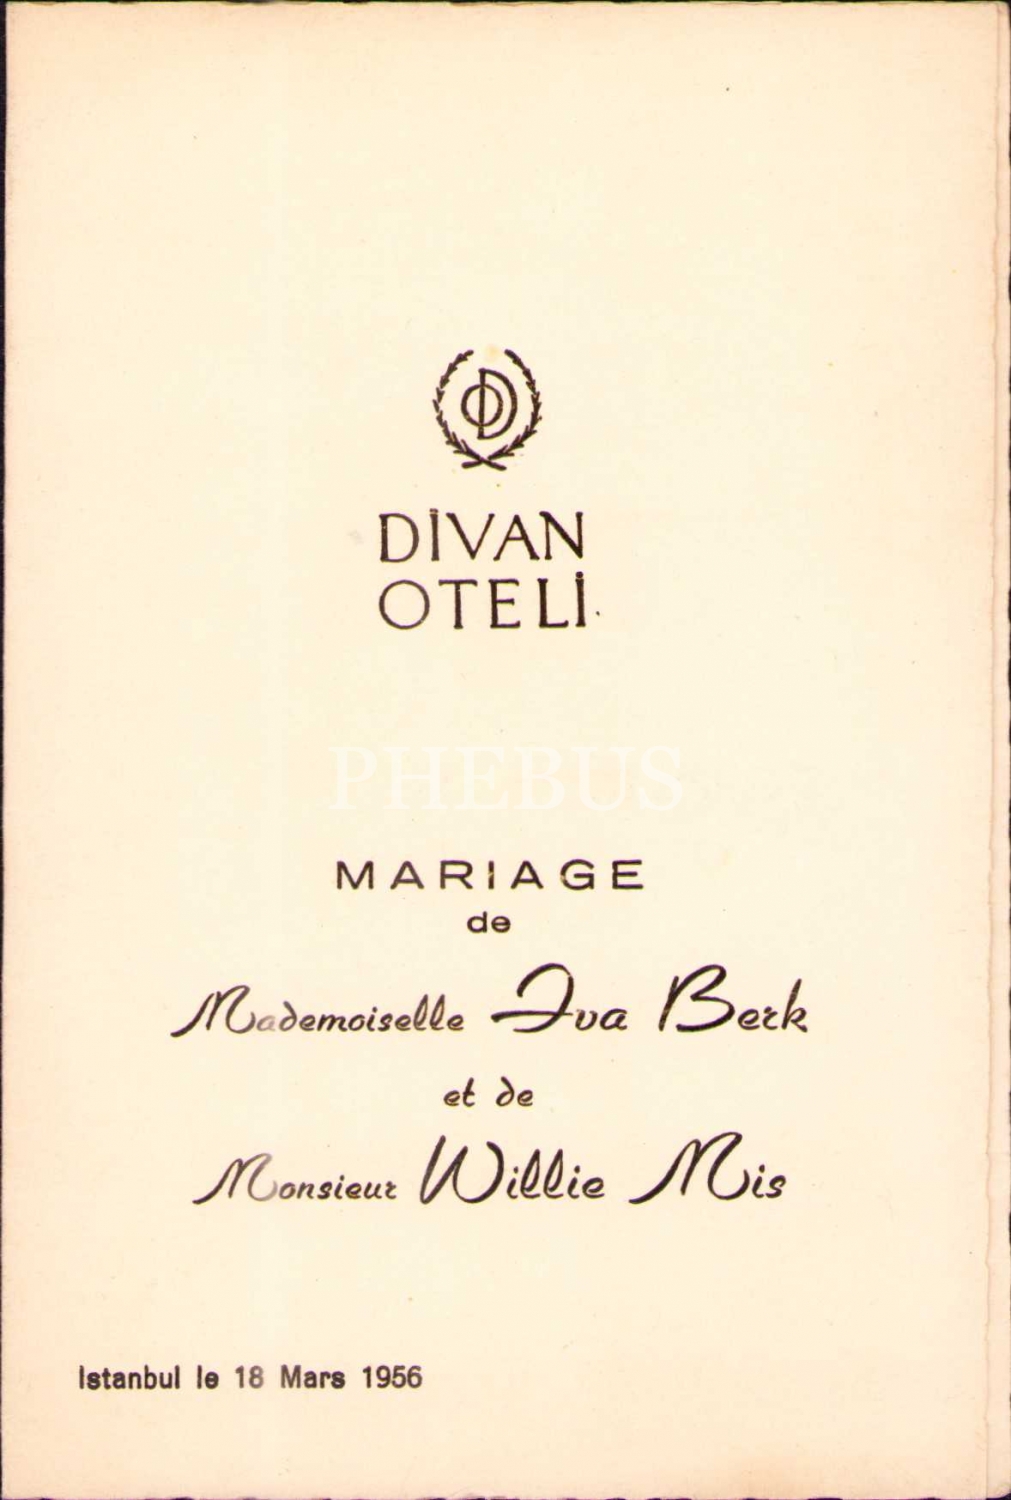 DİVAN
OTELİ.
PHEBUS
MARIAGE
de
Mademoiselle Iva Berk
et de
Monsieur Willie Mis
Istanbul le 18 Mars 1956